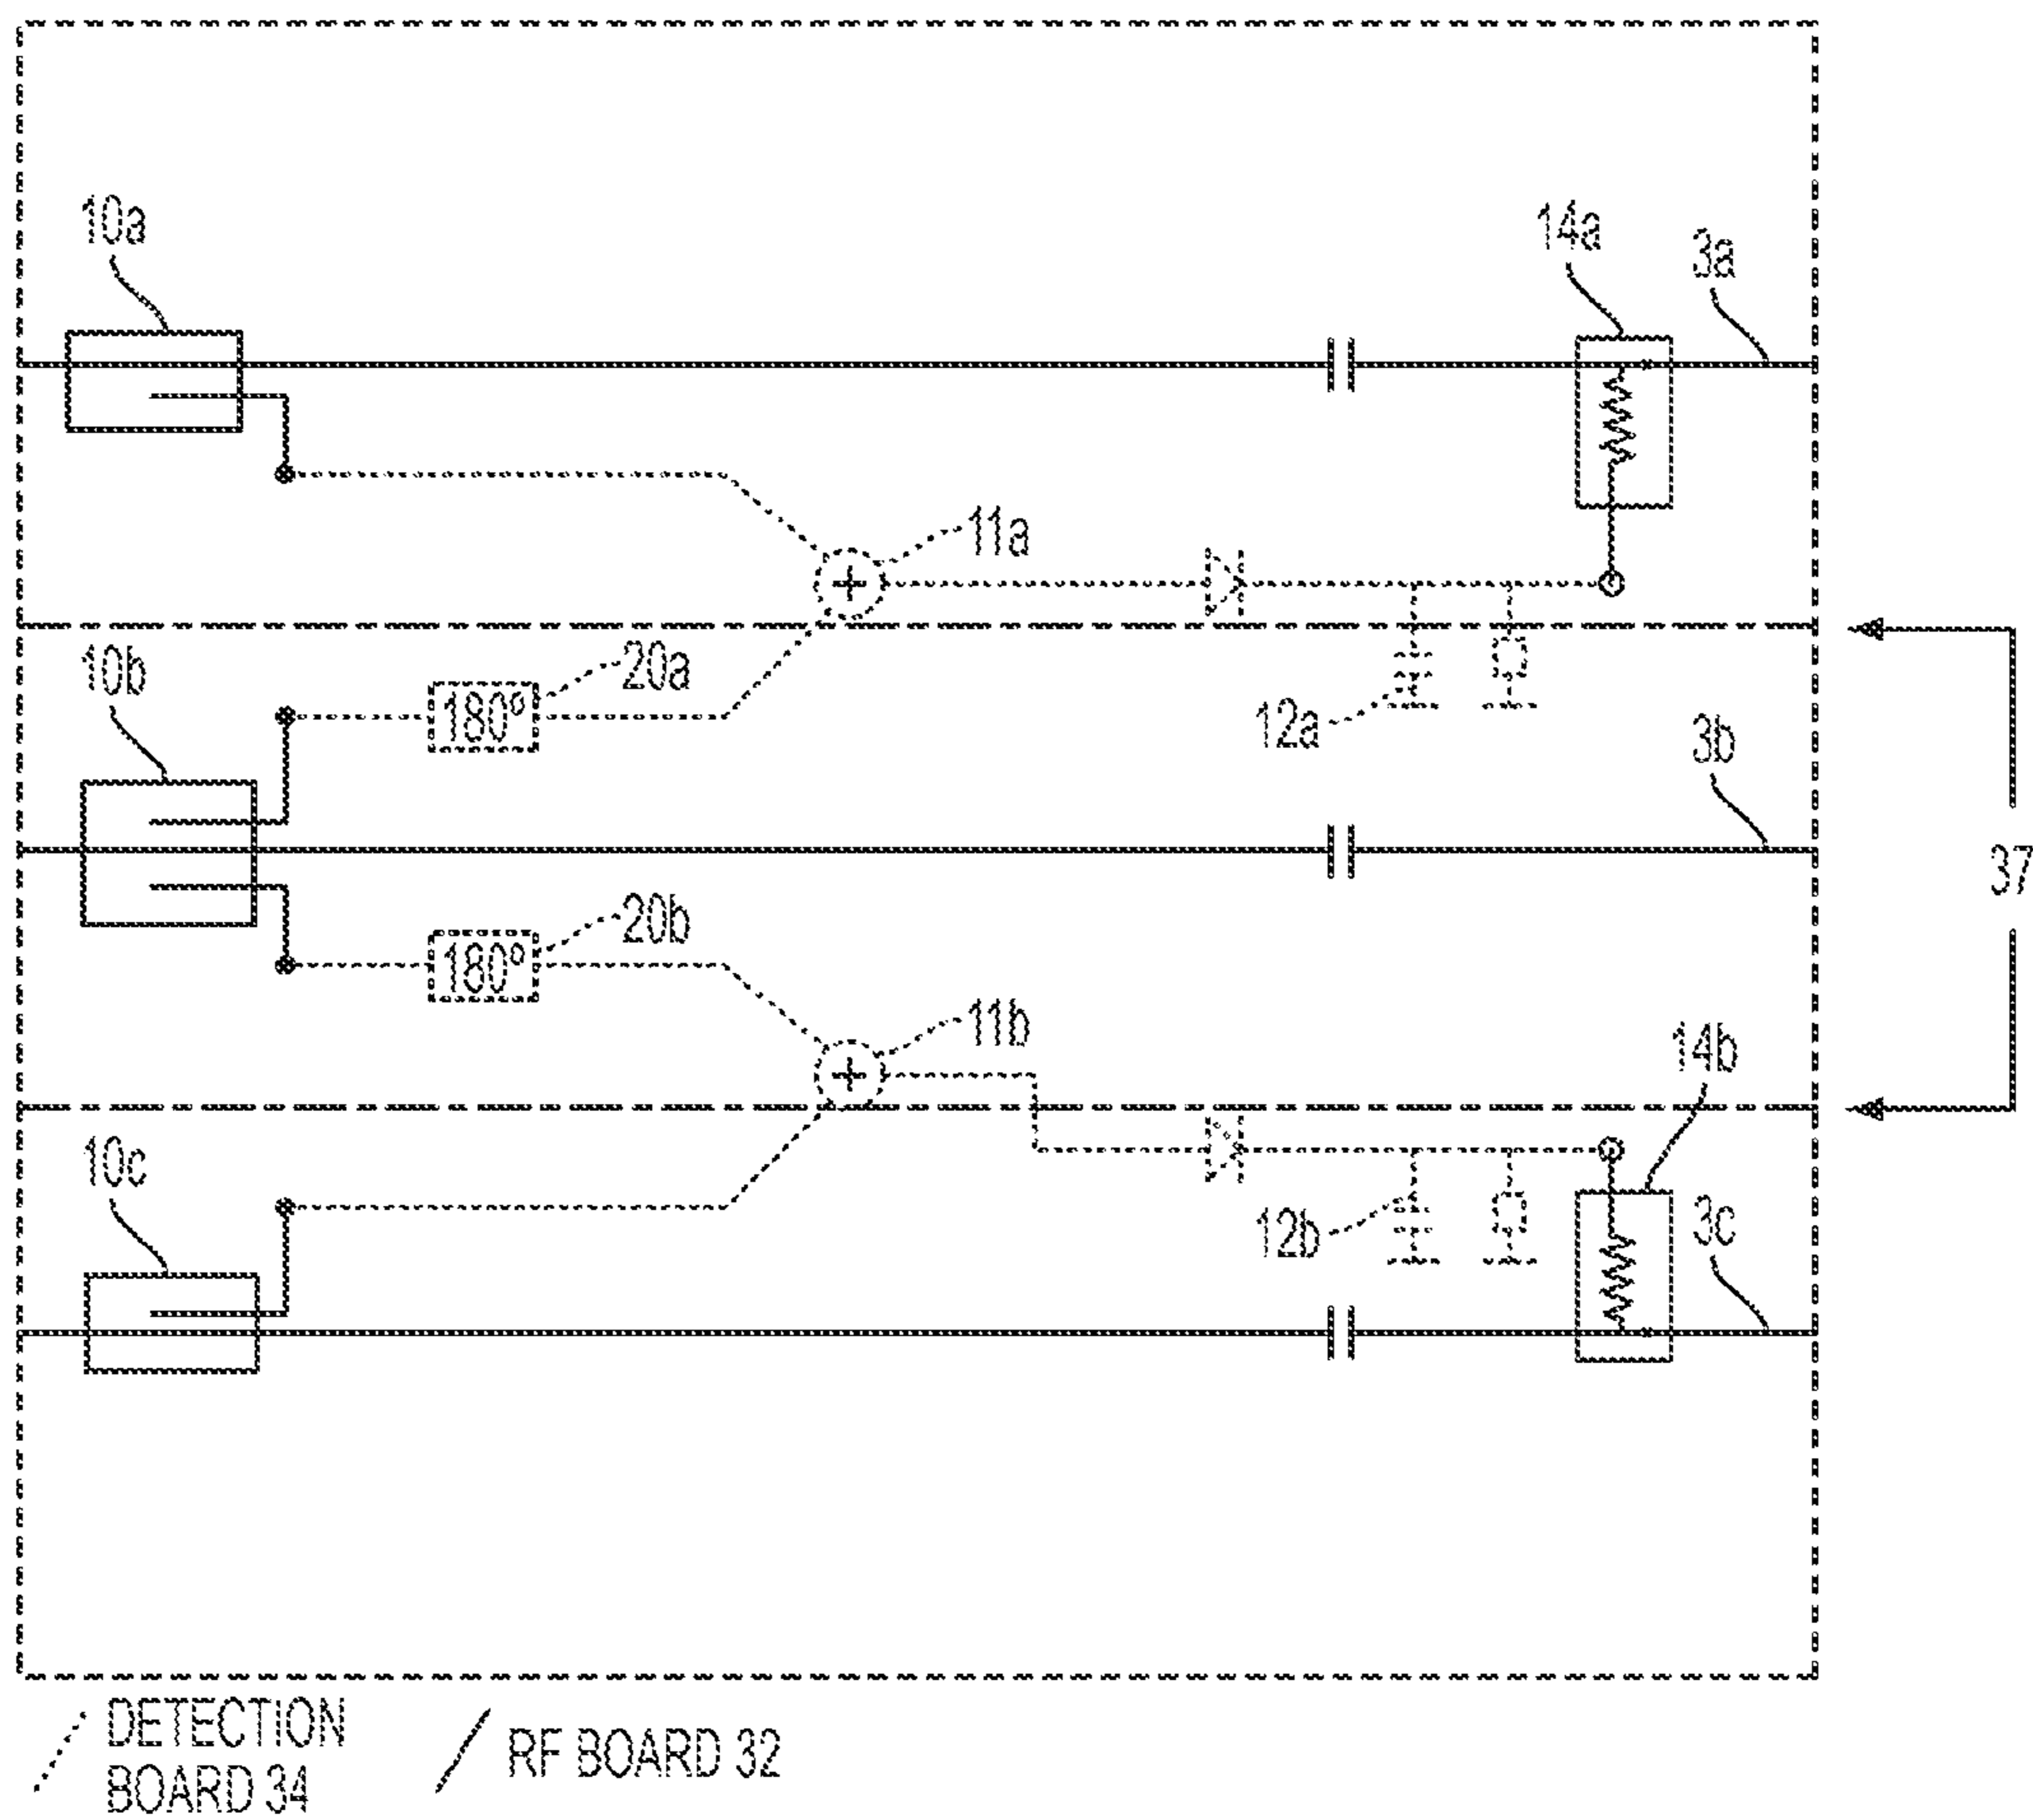 10a
14a
3a
11a
10b
20a
180°
12a
3b
37
20b
180°
11b
14b
10c
12b
3c
DETECTION
BOARD 34
RF BOARD 32